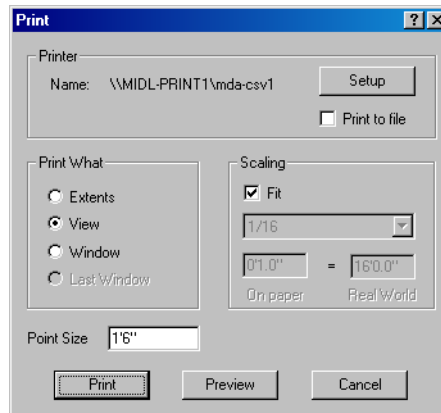 Print
Printer
Name: \\MIDL-PRINT1\mda-csv1
Setup
Print to file
Print What
Extents
View
Window
Last Window
Scaling
Fit
1/16
0'1.0" = 16'0.0"
On paper Real World
Point Size 1'6"
Print Preview Cancel